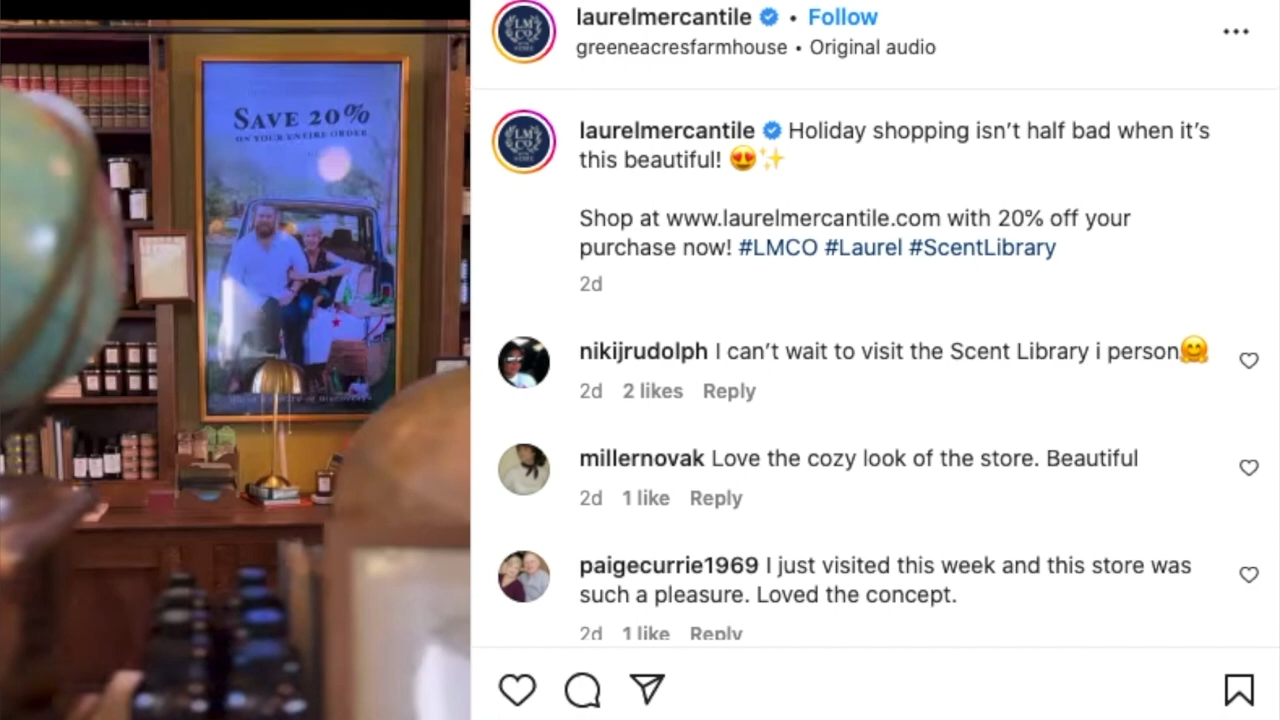 SAVE 20%
ON YOUR ENTIRE ORDER
laurelmercantile • Follow
greeneacresfarmhouse • Original audio
•••
laurelmercantile Holiday shopping isn’t half bad when it’s
this beautiful! 😍✨
Shop at www.laurelmercantile.com with 20% off your
purchase now! #LMCO #Laurel #ScentLibrary
2d
nikijrudolph I can’t wait to visit the Scent Library i person🤗
2d 2 likes Reply
millernovak Love the cozy look of the store. Beautiful
2d 1 like Reply
paigecurrie1969 I just visited this week and this store was
such a pleasure. Loved the concept.
2d 1 like Reply